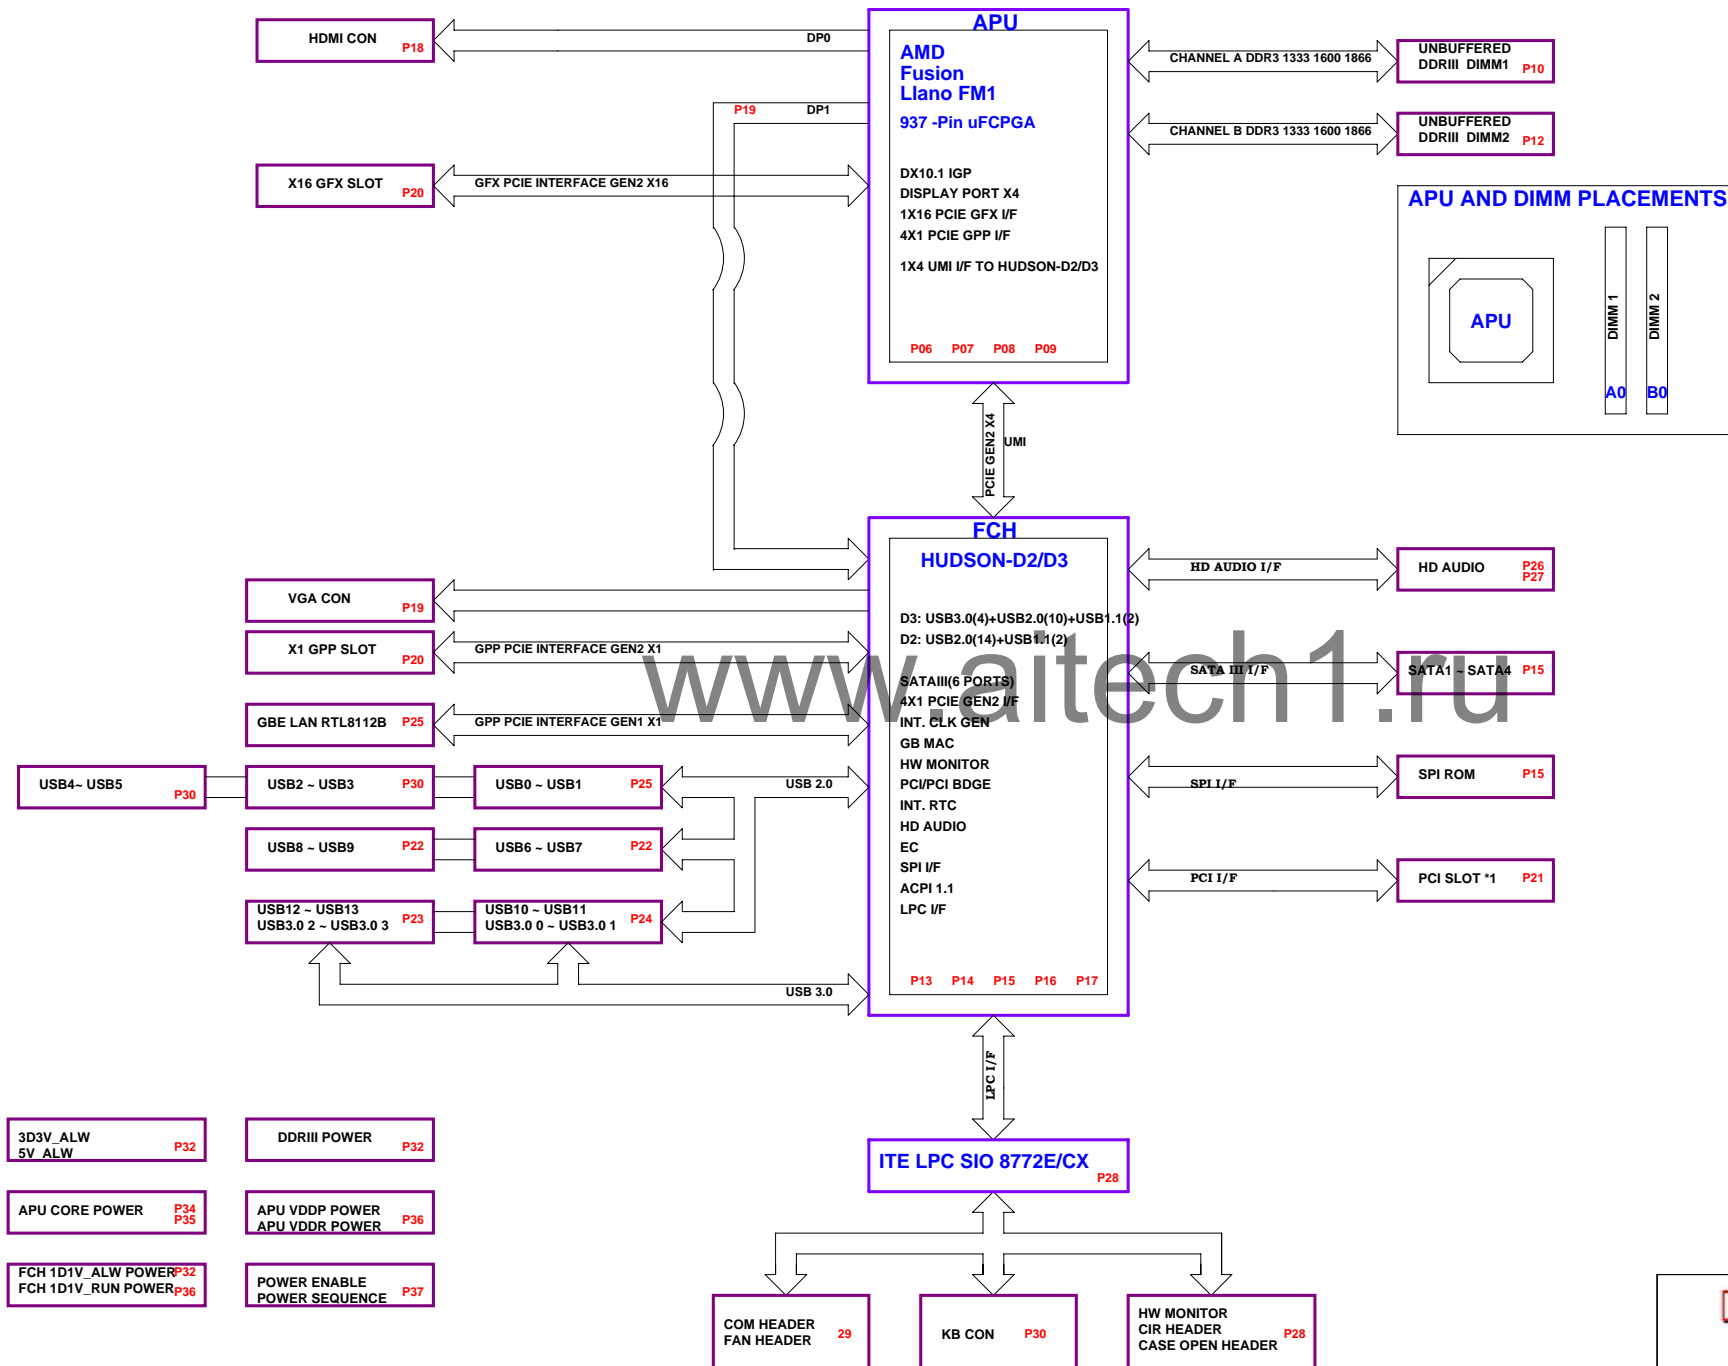 APU
AMD
Fusion
Llano FM1
937 -Pin uFCPGA
DX10.1 IGP
DISPLAY PORT X4
1X16 PCIE GFX I/F
4X1 PCIE GPP I/F
1X4 UMI I/F TO HUDSON-D2/D3
P06 P07 P08 P09
HDMI CON P18
DP0
P19 DP1
X16 GFX SLOT P20
GFX PCIE INTERFACE GEN2 X16
CHANNEL A DDR3 1333 1600 1866
UNBUFFERED
DDRIII DIMM1 P10
CHANNEL B DDR3 1333 1600 1866
UNBUFFERED
DDRIII DIMM2 P12
APU AND DIMM PLACEMENTS
APU
DIMM 1
A0
DIMM 2
B0
PCIE GEN2 X4
UMI
FCH
HUDSON-D2/D3
D3: USB3.0(4)+USB2.0(10)+USB1.1(2)
D2: USB2.0(14)+USB1.1(2)
SATAIII(6 PORTS)
4X1 PCIE GEN2 I/F
INT. CLK GEN
GB MAC
HW MONITOR
PCI/PCI BDGE
INT. RTC
HD AUDIO
EC
SPI I/F
ACPI 1.1
LPC I/F
P13 P14 P15 P16 P17
VGA CON P19
X1 GPP SLOT P20
GPP PCIE INTERFACE GEN2 X1
GBE LAN RTL8112B P25
GPP PCIE INTERFACE GEN1 X1
USB4~ USB5 P30
USB2 ~ USB3 P30
USB0 ~ USB1 P25
USB 2.0
USB8 ~ USB9 P22
USB6 ~ USB7 P22
USB12 ~ USB13
USB3.0 2 ~ USB3.0 3 P23
USB10 ~ USB11
USB3.0 0 ~ USB3.0 1 P24
USB 3.0
HD AUDIO I/F
HD AUDIO P26
P27
SATA III I/F
SATA1 ~ SATA4 P15
SPI I/F
SPI ROM P15
PCI I/F
PCI SLOT *1 P21
www.aitech1.ru
LPC I/F
ITE LPC SIO 8772E/CX
P28
3D3V_ALW
5V_ALW P32
DDRIII POWER P32
APU CORE POWER P34
P35
APU VDDP POWER
APU VDDR POWER P36
FCH 1D1V_ALW POWER P32
FCH 1D1V_RUN POWER P36
POWER ENABLE
POWER SEQUENCE P37
COM HEADER
FAN HEADER 29
KB CON P30
HW MONITOR
CIR HEADER
CASE OPEN HEADER P28